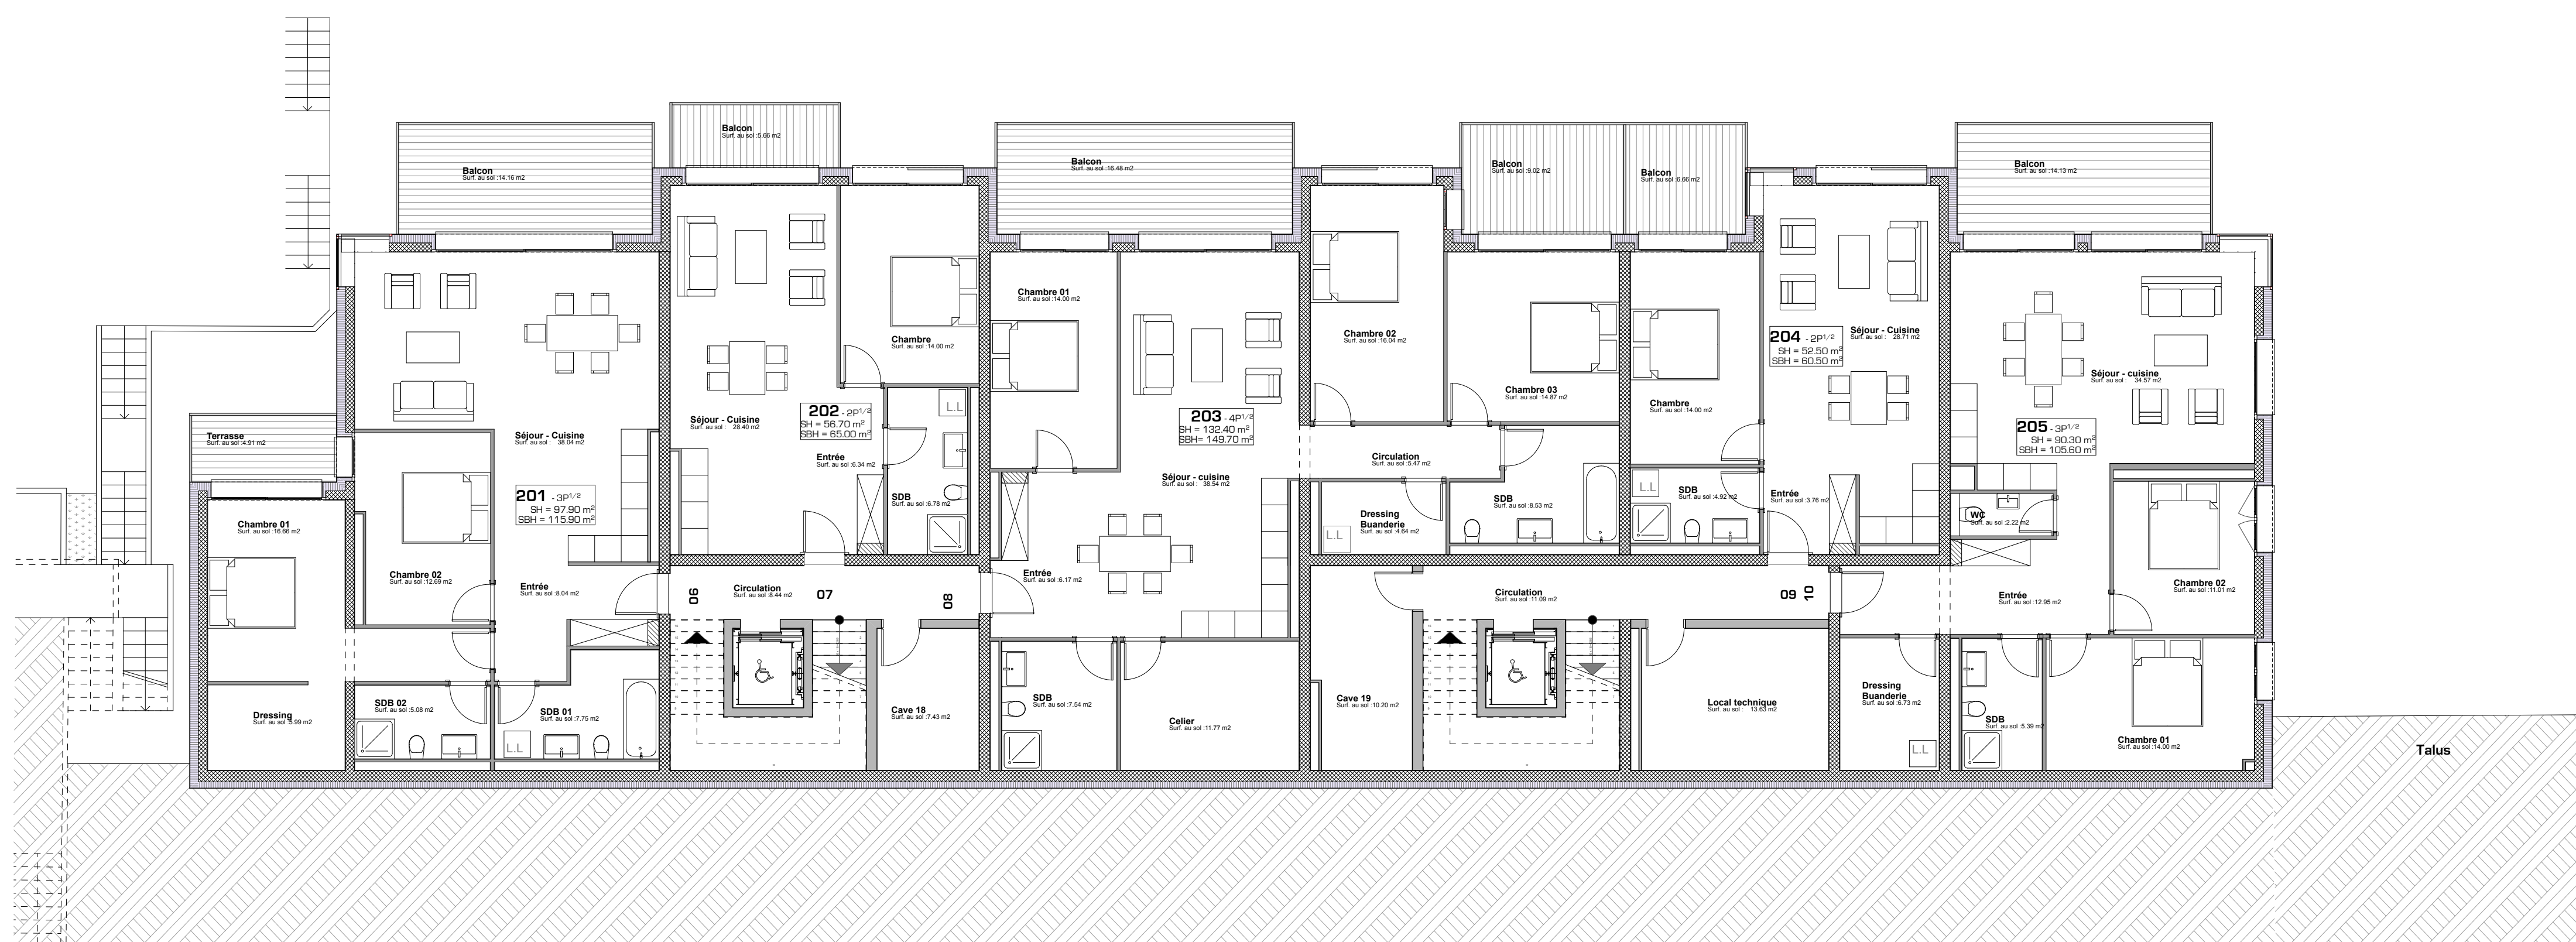 Balcon
Surf. au sol :14.16 m2
Balcon
Surf. au sol :5.66 m2
Balcon
Surf. au sol :16.48 m2
Balcon
Surf. au sol :9.02 m2
Balcon
Surf. au sol :6.66 m2
Balcon
Surf. au sol :14.13 m2
Terrasse
Surf. au sol :4.91 m2
Chambre 01
Surf. au sol :16.66 m2
Dressing
Surf. au sol :5.99 m2
Chambre 02
Surf. au sol :12.69 m2
SDB 02
Surf. au sol :5.08 m2
Séjour - Cuisine
Surf. au sol : 38.04 m2
201 - 3P1/2
SH = 97.90 m²
SBH = 115.90 m²
Entrée
Surf. au sol :8.04 m2
SDB 01
Surf. au sol :7.75 m2
L.L
Séjour - Cuisine
Surf. au sol : 28.40 m2
202 - 2P1/2
SH = 56.70 m²
SBH = 65.00 m²
Entrée
Surf. au sol :6.34 m2
Chambre
Surf. au sol :14.00 m2
L.L
SDB
Surf. au sol :6.78 m2
06
Circulation
Surf. au sol :8.44 m2
07
08
Cave 18
Surf. au sol :7.43 m2
Chambre 01
Surf. au sol :14.00 m2
203 - 4P1/2
SH = 132.40 m²
SBH= 149.70 m²
Séjour - cuisine
Surf. au sol : 38.54 m2
Entrée
Surf. au sol :6.17 m2
SDB
Surf. au sol :7.54 m2
Celier
Surf. au sol :11.77 m2
Chambre 02
Surf. au sol :16.04 m2
Chambre 03
Surf. au sol :14.87 m2
Circulation
Surf. au sol :5.47 m2
Dressing
Buanderie
Surf. au sol :4.64 m2
L.L
SDB
Surf. au sol :8.53 m2
Cave 19
Surf. au sol :10.20 m2
Circulation
Surf. au sol :11.09 m2
09
10
Local technique
Surf. au sol : 13.63 m2
204 - 2P1/2
SH = 52.50 m²
SBH = 60.50 m²
Séjour - Cuisine
Surf. au sol : 28.71 m2
Chambre
Surf. au sol :14.00 m2
L.L
SDB
Surf. au sol :4.92 m2
Entrée
Surf. au sol :3.76 m2
Séjour - cuisine
Surf. au sol : 34.57 m2
205 - 3P1/2
SH = 90.30 m²
SBH = 105.60 m²
WC
Surf. au sol :2.22 m2
Entrée
Surf. au sol :12.95 m2
Chambre 02
Surf. au sol :11.01 m2
Dressing
Buanderie
Surf. au sol :6.73 m2
L.L
SDB
Surf. au sol :5.39 m2
Chambre 01
Surf. au sol :14.00 m2
Talus